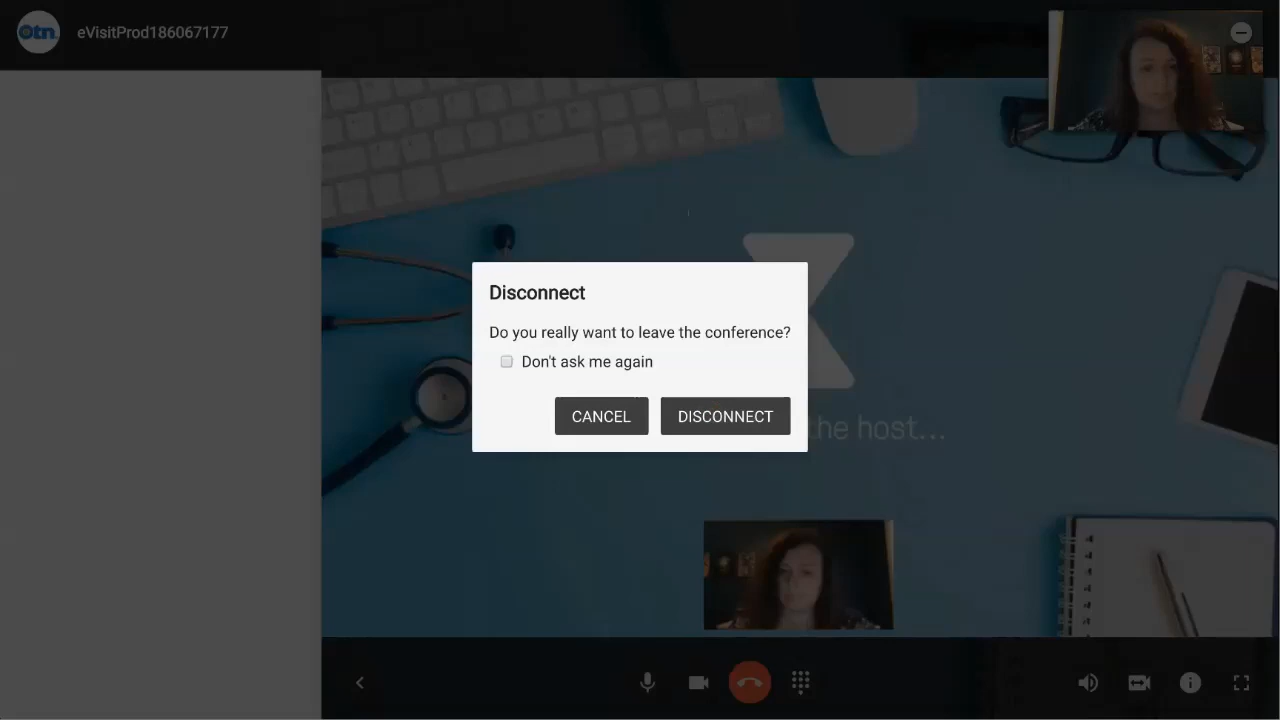 otn.
eVisitProd186067177
Disconnect
Do you really want to leave the conference?
Don't ask me again
CANCEL
DISCONNECT
the host...